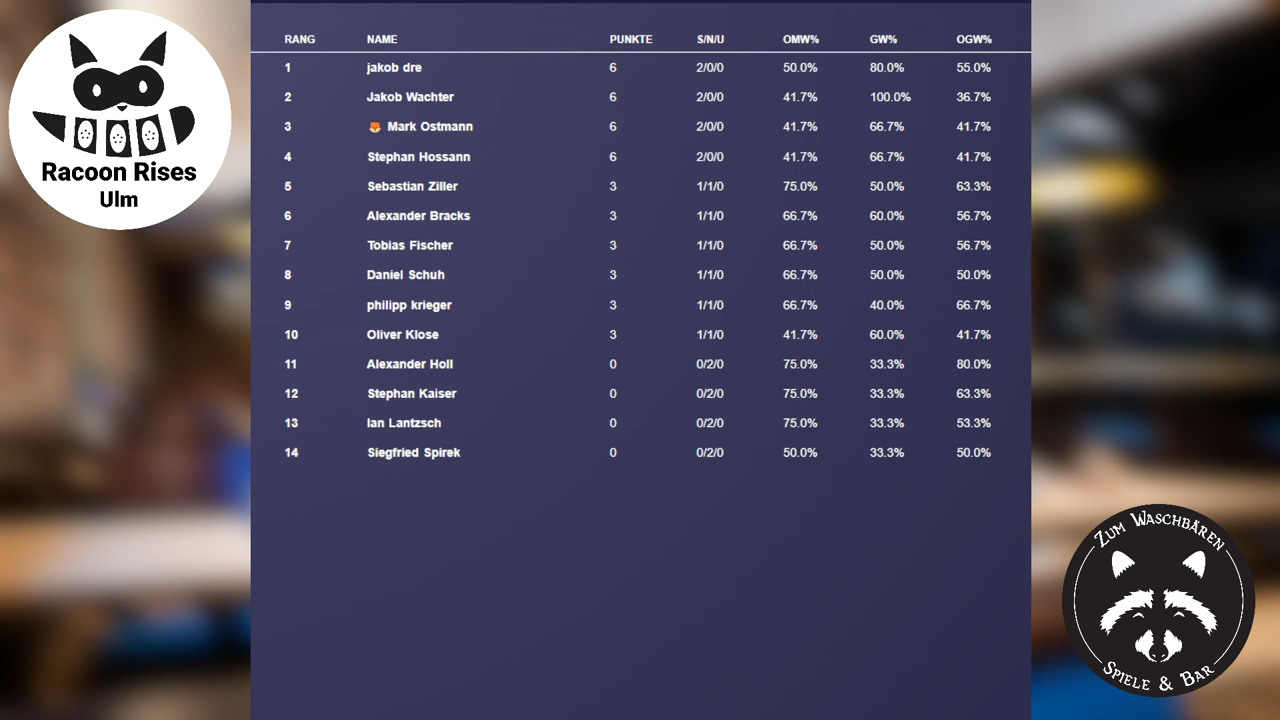 RANG NAME PUNKTE S/N/U OMW% GW% OGW%
1 jakob dre 6 2/0/0 50.0% 80.0% 55.0%
2 Jakob Wachter 6 2/0/0 41.7% 100.0% 36.7%
3 🦊 Mark Ostmann 6 2/0/0 41.7% 66.7% 41.7%
4 Stephan Hossann 6 2/0/0 41.7% 66.7% 41.7%
5 Sebastian Ziller 3 1/1/0 75.0% 50.0% 63.3%
6 Alexander Bracks 3 1/1/0 66.7% 60.0% 56.7%
7 Tobias Fischer 3 1/1/0 66.7% 50.0% 56.7%
8 Daniel Schuh 3 1/1/0 66.7% 50.0% 50.0%
9 philipp krieger 3 1/1/0 66.7% 40.0% 66.7%
10 Oliver Klose 3 1/1/0 41.7% 60.0% 41.7%
11 Alexander Holl 0 0/2/0 75.0% 33.3% 80.0%
12 Stephan Kaiser 0 0/2/0 75.0% 33.3% 63.3%
13 Ian Lantzsch 0 0/2/0 75.0% 33.3% 53.3%
14 Siegfried Spirek 0 0/2/0 50.0% 33.3% 50.0%
Racoon Rises
Ulm
ZUM WASCHBÄREN
SPIELE & BAR